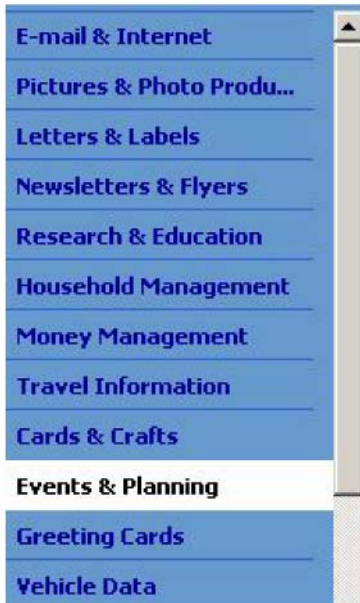 E-mail & Internet
Pictures & Photo Produ...
Letters & Labels
Newsletters & Flyers
Research & Education
Household Management
Money Management
Travel Information
Cards & Crafts
Events & Planning
Greeting Cards
Vehicle Data